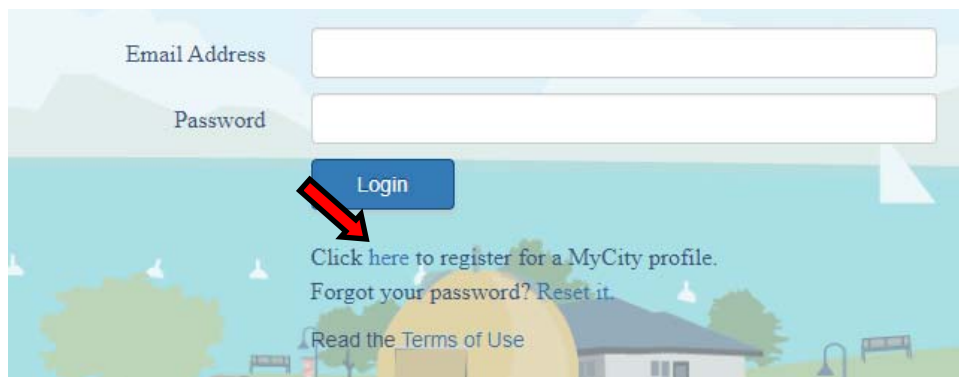 Email Address
Password
Login
Click here to register for a MyCity profile.
Forgot your password? Reset it.
Read the Terms of Use